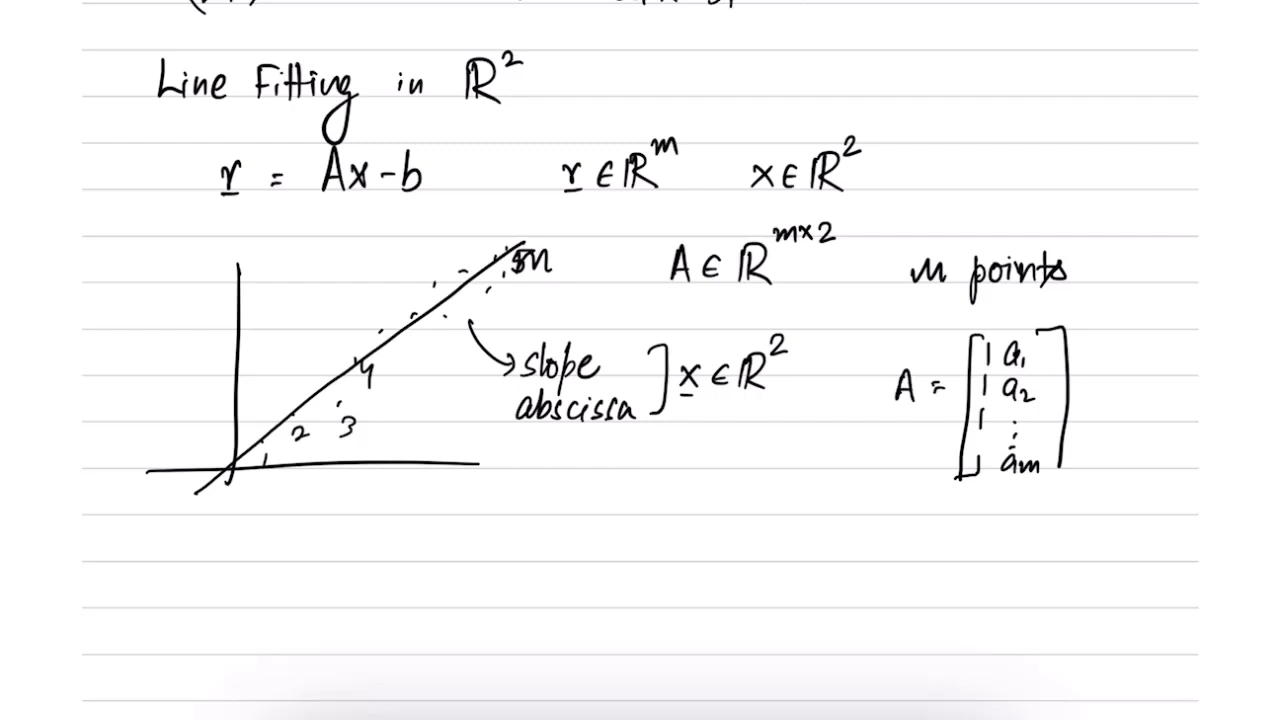 Line Fitting in ℝ²
r = Ax - b r ∈ ℝᵐ x ∈ ℝ²
A ∈ ℝᵐˣ² m points
slope
abscissa ] x ∈ ℝ²
A = [ 1 a₁
1 a₂
1 ⋮
1 aₘ ]
4
2 3
1